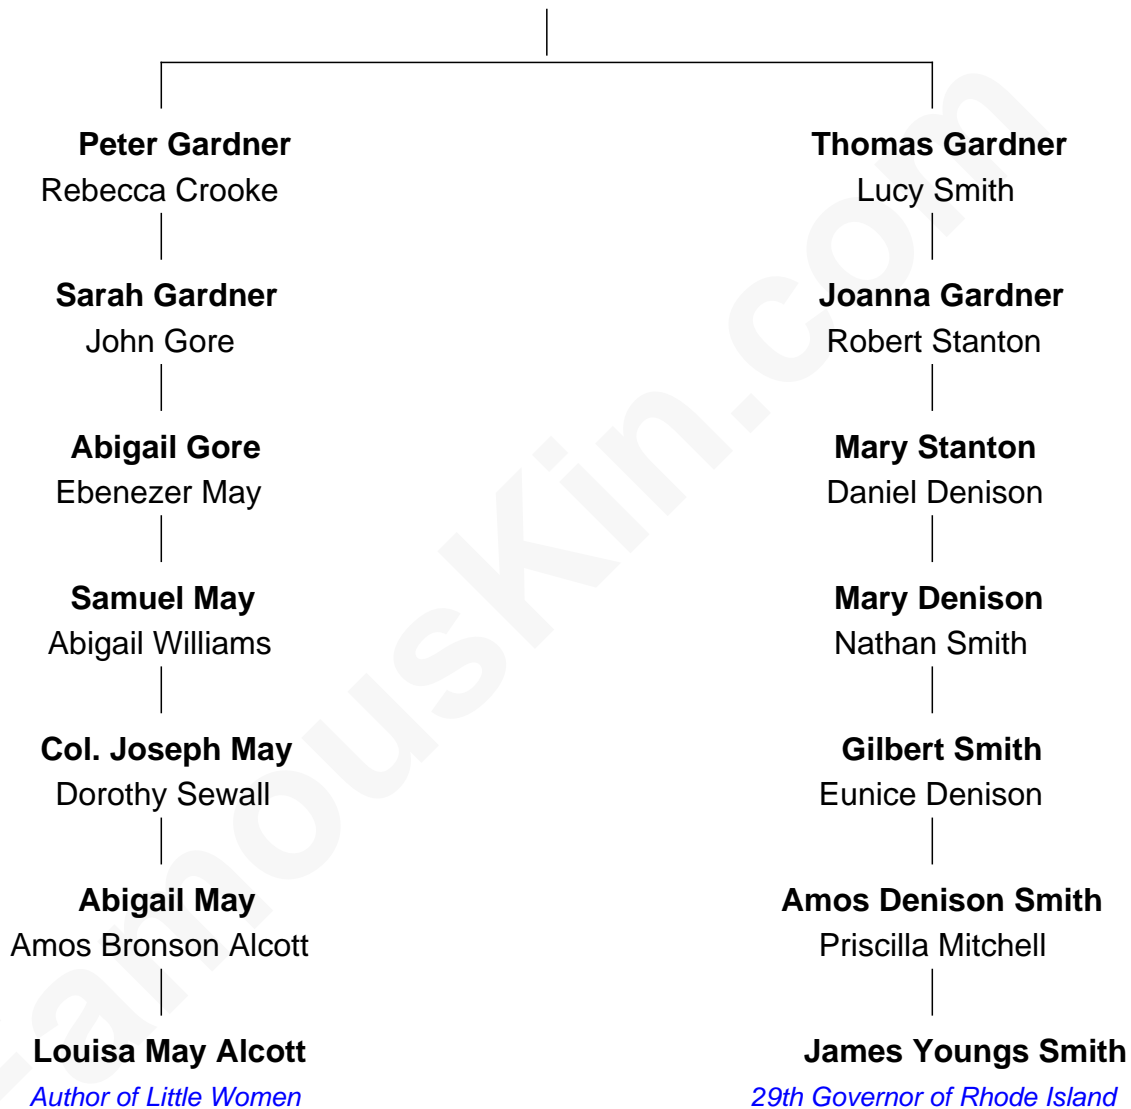 Peter Gardner
Rebecca Crooke
Thomas Gardner
Lucy Smith
Sarah Gardner
John Gore
Joanna Gardner
Robert Stanton
Abigail Gore
Ebenezer May
Mary Stanton
Daniel Denison
Samuel May
Abigail Williams
Mary Denison
Nathan Smith
Col. Joseph May
Dorothy Sewall
Gilbert Smith
Eunice Denison
Abigail May
Amos Bronson Alcott
Amos Denison Smith
Priscilla Mitchell
Louisa May Alcott
Author of Little Women
James Youngs Smith
29th Governor of Rhode Island
FamousKin.com